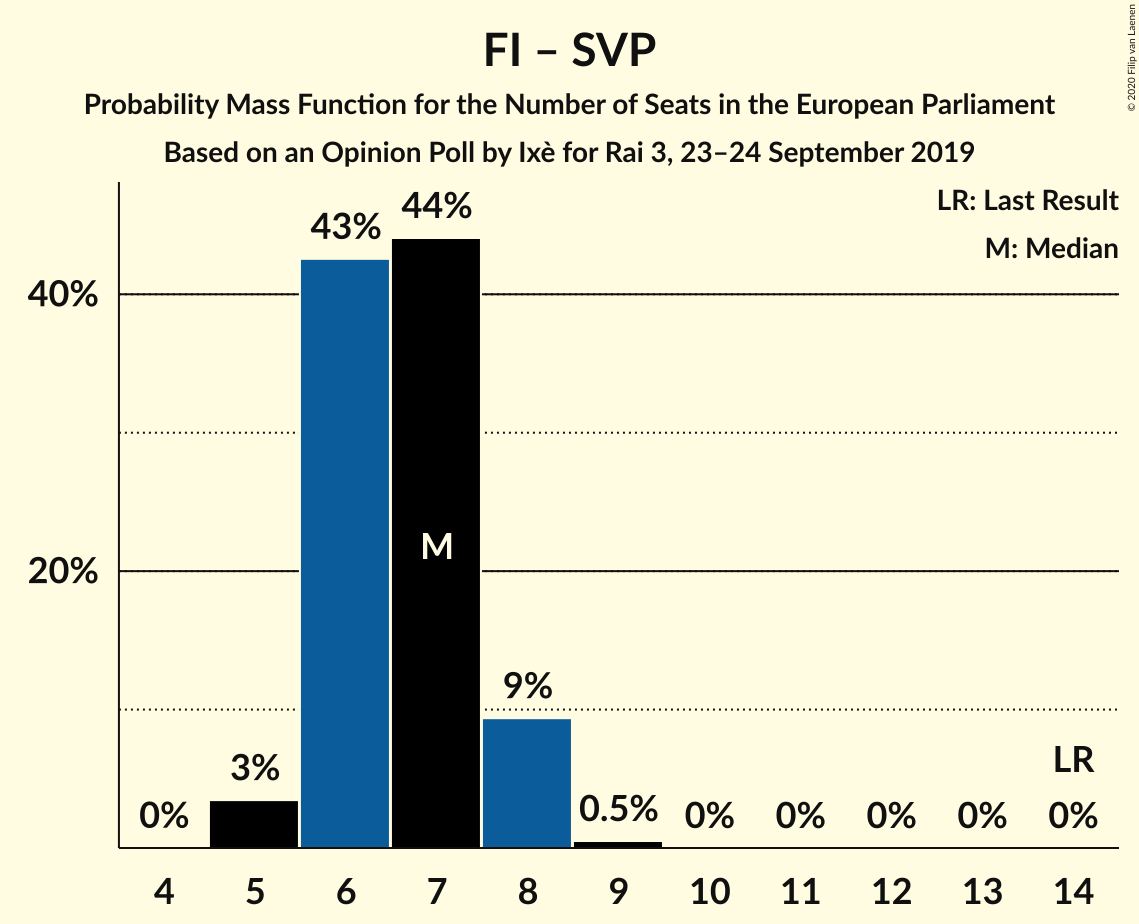 FI – SVP
Probability Mass Function for the Number of Seats in the European Parliament
Based on an Opinion Poll by Ixè for Rai 3, 23–24 September 2019
© 2020 Filip van Laenen
LR: Last Result
M: Median
40%
20%
0%
3%
43%
44%
M
9%
0.5%
0%
0%
0%
0%
LR
0%
4 5 6 7 8 9 10 11 12 13 14